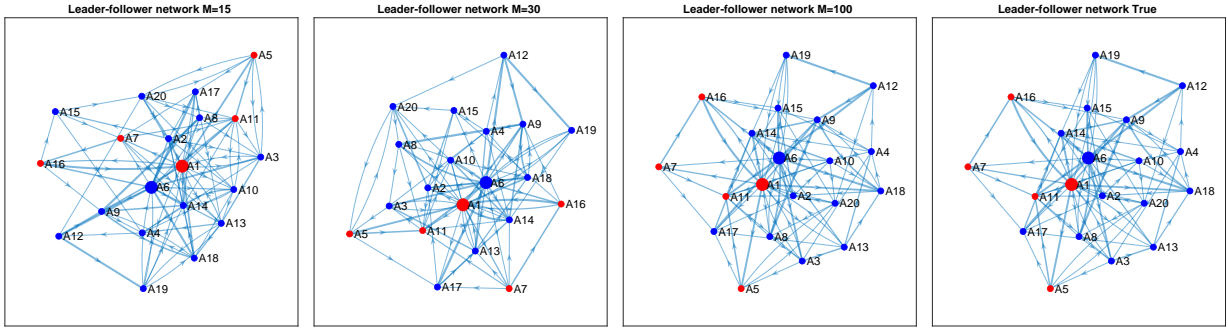 Leader-follower network M=15
A5
A17
A20
A15
A8
A11
A7
A2
A3
A16
A1
A6
A10
A14
A9
A13
A12
A4
A18
A19
Leader-follower network M=30
A12
A20
A15
A9
A19
A4
A8
A10
A18
A6
A2
A3
A1
A16
A14
A5
A11
A13
A17
A7
Leader-follower network M=100
A19
A12
A16
A15
A9
A14
A4
A6
A10
A7
A1
A18
A11
A2
A20
A17
A8
A13
A3
A5
Leader-follower network True
A19
A12
A16
A15
A9
A14
A4
A6
A10
A7
A1
A18
A11
A2
A20
A17
A8
A13
A3
A5